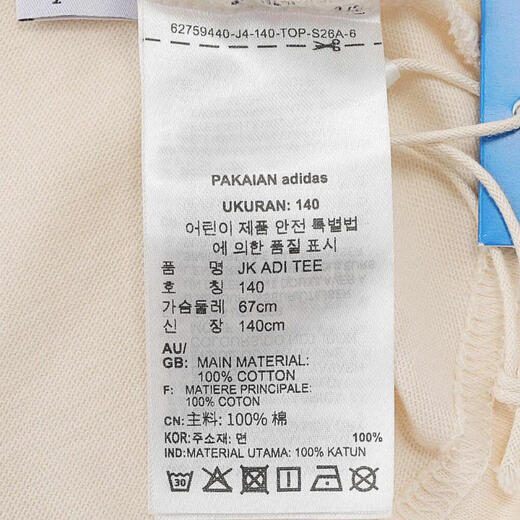 62759440-J4-140-TOP-S26A-6
PAKAIAN adidas
UKURAN: 140
어린이 제품 안전 특별법
에 의한 품질 표시
품 명 JK ADI TEE
호 칭 140
가슴둘레 67cm
신 장 140cm
AU/
GB: MAIN MATERIAL:
100% COTTON
F: MATIERE PRINCIPALE:
100% COTON
CN: 主料: 100% 棉
KOR: 주소재: 면 100%
IND: MATERIAL UTAMA: 100% KATUN
30